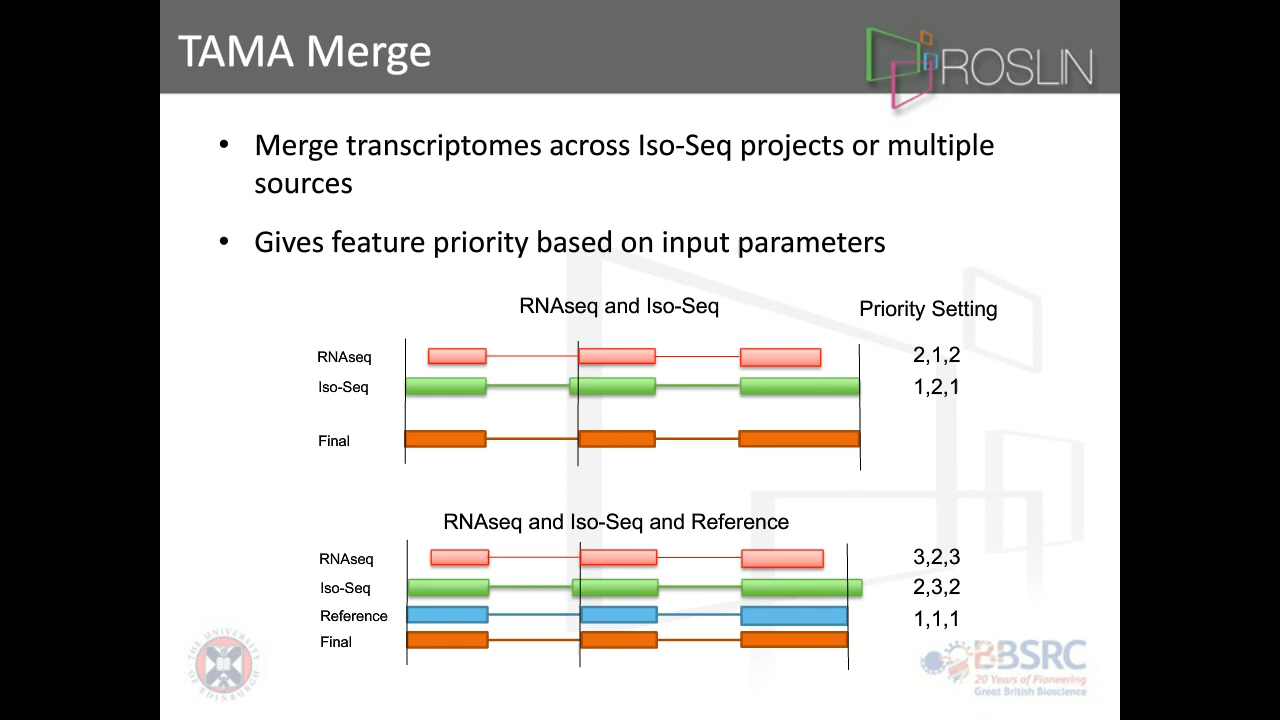 TAMA Merge
ROSLIN
• Merge transcriptomes across Iso-Seq projects or multiple
sources
• Gives feature priority based on input parameters
RNAseq and Iso-Seq
Priority Setting
RNAseq
2,1,2
Iso-Seq
1,2,1
Final
RNAseq and Iso-Seq and Reference
RNAseq
3,2,3
Iso-Seq
2,3,2
Reference
1,1,1
Final
THE UNIVERSITY
OF EDINBURGH
BBSRC
20 Years of Pioneering
Great British Bioscience